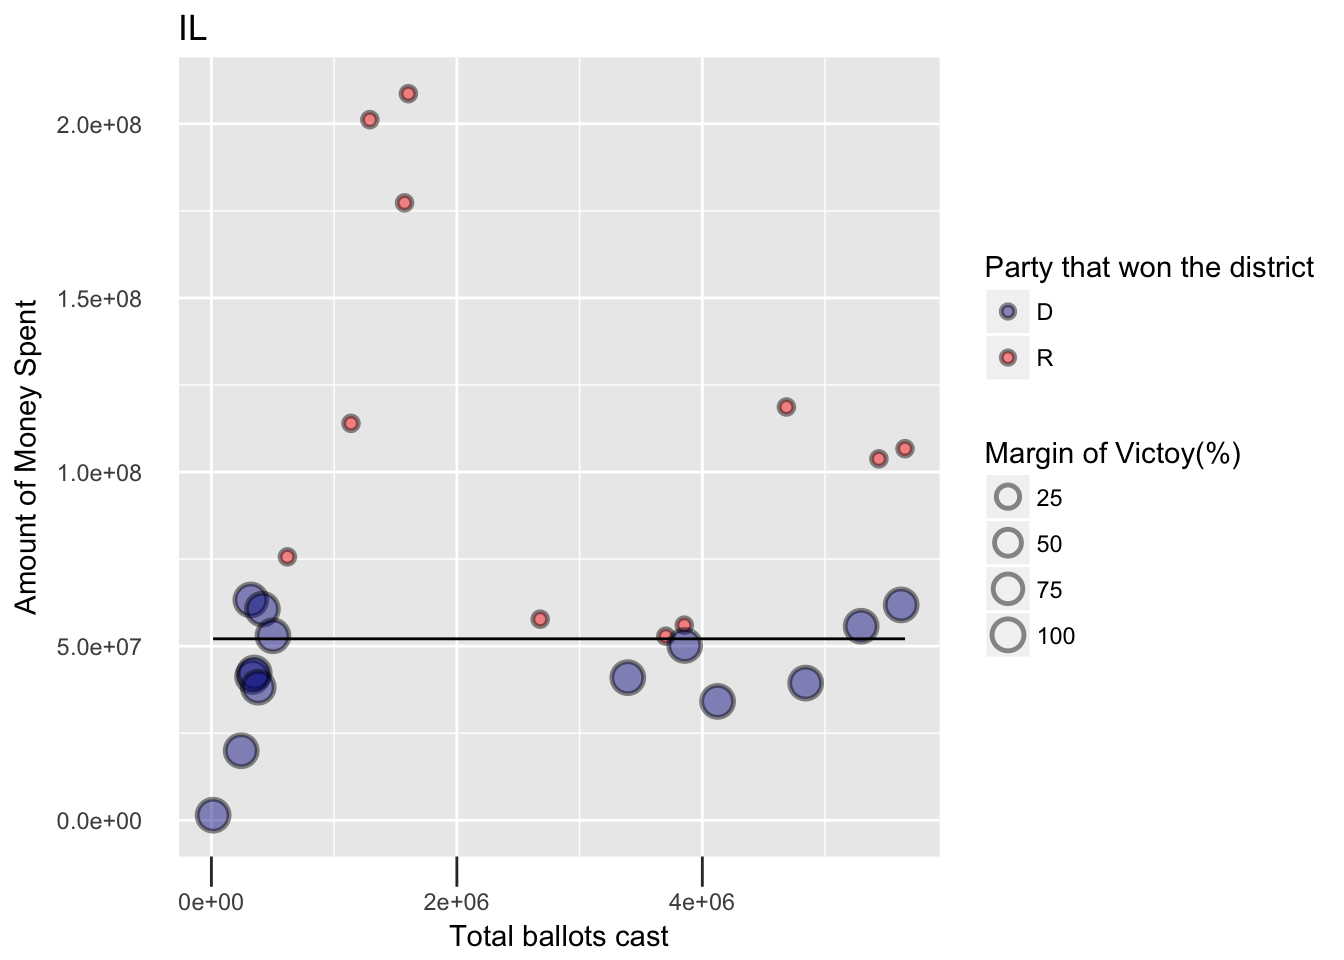 IL
2.0e+08
1.5e+08
1.0e+08
5.0e+07
0.0e+00
Amount of Money Spent
0e+00 2e+06 4e+06
Total ballots cast
Party that won the district
D
R
Margin of Victoy(%)
25
50
75
100